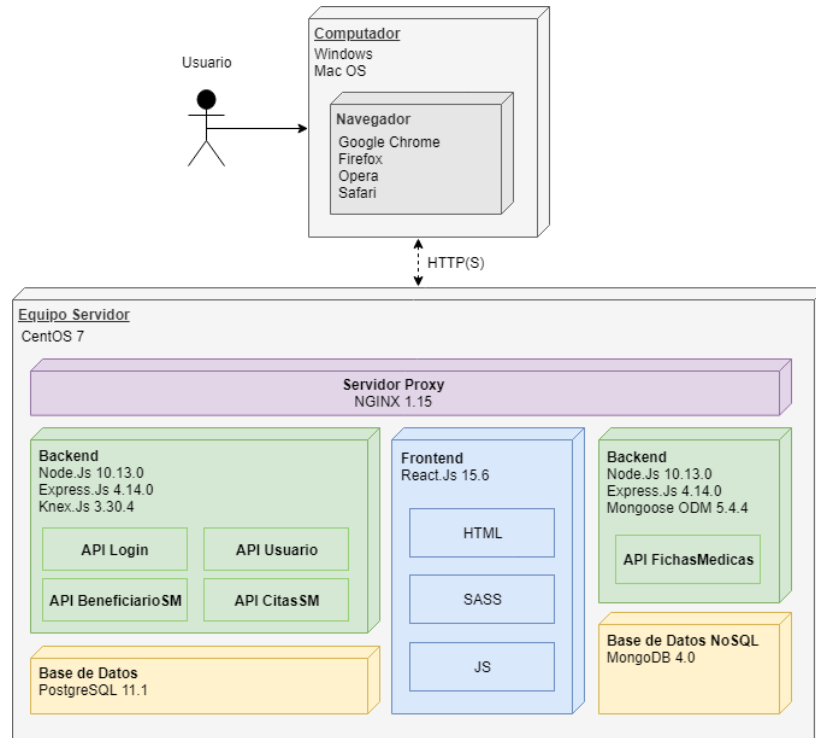 Usuario
Computador
Windows
Mac OS
Navegador
Google Chrome
Firefox
Opera
Safari
HTTP(S)
Equipo Servidor
CentOS 7
Servidor Proxy
NGINX 1.15
Backend
Node.Js 10.13.0
Express.Js 4.14.0
Knex.Js 3.30.4
API Login
API Usuario
API BeneficiarioSM
API CitasSM
Base de Datos
PostgreSQL 11.1
Frontend
React.Js 15.6
HTML
SASS
JS
Backend
Node.Js 10.13.0
Express.Js 4.14.0
Mongoose ODM 5.4.4
API FichasMedicas
Base de Datos NoSQL
MongoDB 4.0